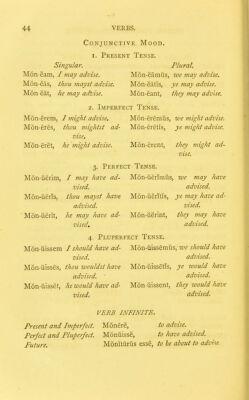 44 VERBS.
CONJUNCTIVE MOOD.
1. PRESENT TENSE.
Singular. Plural.
Mŏn-ĕam, I may advise. Mŏn-ĕāmŭs, we may advise.
Mŏn-ĕās, thou mayst advise. Mŏn-ĕātĭs, ye may advise.
Mŏn-ĕāt, he may advise. Mŏn-ĕant, they may advise.
2. IMPERFECT TENSE.
Mŏn-ērem, I might advise. Mŏn-ērēmŭs, we might advise.
Mŏn-ērēs, thou mightst ad- Mŏn-ērētĭs, ye might advise.
vise.
Mŏn-ērĕt, he might advise. Mŏn-ērent, they might ad-
vise.
3. PERFECT TENSE.
Mŏn-ŭĕrim, I may have ad- Mŏn-ŭĕrĭmŭs, we may have
vised. advised.
Mŏn-ŭĕrĭs, thou mayst have Mŏn-ŭĕrĭtĭs, ye may have ad-
advised. vised.
Mŏn-ŭĕrĭt, he may have ad- Mŏn-ŭĕrint, they may have
vised. advised.
4. PLUPERFECT TENSE.
Mŏn-ŭissem I should have ad- Mŏn-ŭissēmŭs, we should have
vised. advised.
Mŏn-ŭissēs, thou wouldst have Mŏn-ŭissētĭs, ye would have
advised. advised.
Mŏn-ŭissĕt, he would have ad- Mŏn-ŭissent, they would have
vised. advised.
VERB INFINITE.
Present and Imperfect. Mŏnērĕ, to advise.
Perfect and Pluperfect. Mŏnŭissĕ, to have advised.
Future. Mŏnĭtūrŭs essĕ, to be about to advise.